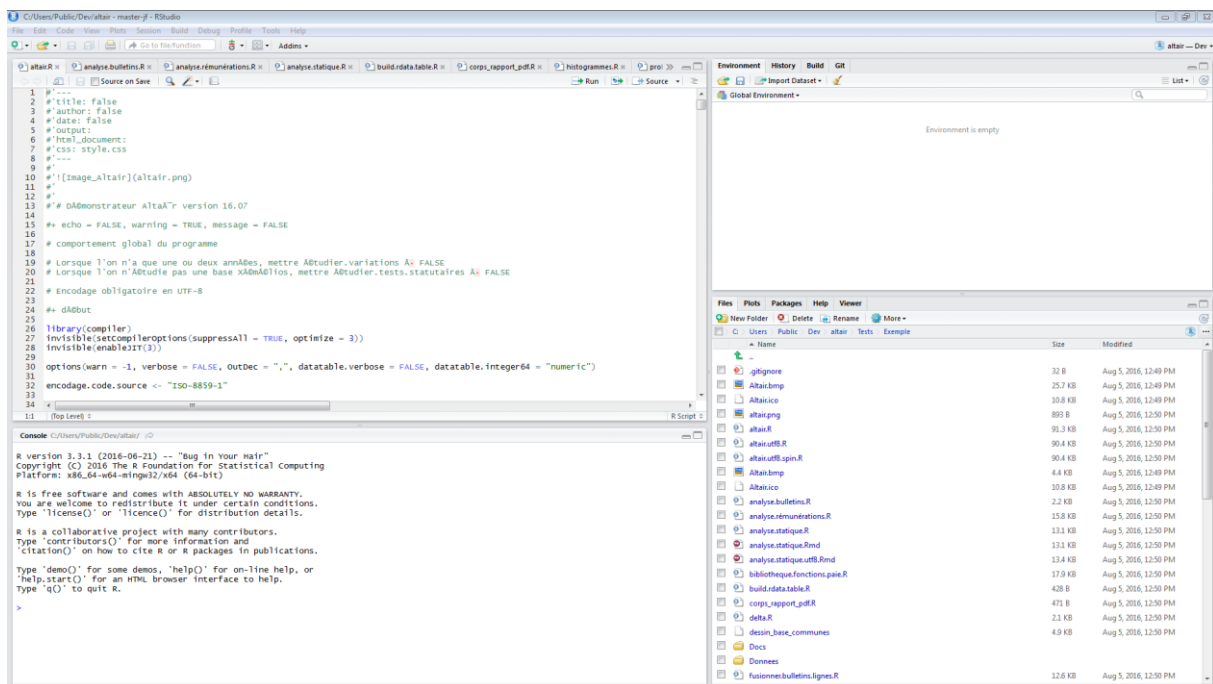 C:/Users/Public/Dev/altair - master-jf - RStudio
File Edit Code View Plots Session Build Debug Profile Tools Help
Go to file/function Addins
altair — Dev
altair.R analyse.bulletins.R analyse.rémunérations.R analyse.statique.R build.rdata.table.R corps_rapport_pdf.R histogrammes.R
Source on Save Run Source
1 #'---
2 #'title: false
3 #'author: false
4 #'date: false
5 #'output:
6 #'html_document:
7 #'css: style.css
8 #'---
9 #'
10 #'![Image_Altair](altair.png)
11 #'
12 #'
13 #'# DÃ©monstrateur AltaÃ¯r version 16.07
14
15 #+ echo = FALSE, warning = TRUE, message = FALSE
16
17 # comportement global du programme
18
19 # Lorsque l'on n'a que une ou deux annÃ©es, mettre Ã©tudier.variations Ã FALSE
20 # Lorsque l'on n'Ã©tudie pas une base XÃ©mÃ©lios, mettre Ã©tudier.tests.statutaires Ã FALSE
21
22 # Encodage obligatoire en UTF-8
23
24 #+ dÃ©but
25
26 library(compiler)
27 invisible(setCompilerOptions(suppressAll = TRUE, optimize = 3))
28 invisible(enableJIT(3))
29
30 options(warn = -1, verbose = FALSE, OutDec = ",", datatable.verbose = FALSE, datatable.integer64 = "numeric")
31
32 encodage.code.source <- "ISO-8859-1"
33
34
1:1 (Top Level) R Script
Console C:/Users/Public/Dev/altair/
R version 3.3.1 (2016-06-21) -- "Bug in Your Hair"
Copyright (C) 2016 The R Foundation for Statistical Computing
Platform: x86_64-w64-mingw32/x64 (64-bit)
R is free software and comes with ABSOLUTELY NO WARRANTY.
You are welcome to redistribute it under certain conditions.
Type 'license()' or 'licence()' for distribution details.
R is a collaborative project with many contributors.
Type 'contributors()' for more information and
'citation()' on how to cite R or R packages in publications.
Type 'demo()' for some demos, 'help()' for on-line help, or
'help.start()' for an HTML browser interface to help.
Type 'q()' to quit R.
>
Environment History Build Git
Import Dataset List
Global Environment
Environment is empty
Files Plots Packages Help Viewer
New Folder Delete Rename More
C: Users Public Dev altair Tests Exemple
Name Size Modified
..
.gitignore 32 B Aug 5, 2016, 12:49 PM
Altair.bmp 25.7 KB Aug 5, 2016, 12:49 PM
Altair.ico 10.8 KB Aug 5, 2016, 12:49 PM
altair.png 893 B Aug 5, 2016, 12:50 PM
altair.R 91.3 KB Aug 5, 2016, 12:50 PM
altair.utf8.R 90.4 KB Aug 5, 2016, 12:50 PM
altair.utf8.spin.R 90.4 KB Aug 5, 2016, 12:50 PM
Altaïr.bmp 4.4 KB Aug 5, 2016, 12:49 PM
Altaïr.ico 10.8 KB Aug 5, 2016, 12:49 PM
analyse.bulletins.R 2.2 KB Aug 5, 2016, 12:50 PM
analyse.rémunérations.R 15.8 KB Aug 5, 2016, 12:50 PM
analyse.statique.R 13.1 KB Aug 5, 2016, 12:50 PM
analyse.statique.Rmd 13.1 KB Aug 5, 2016, 12:50 PM
analyse.statique.utf8.Rmd 13.4 KB Aug 5, 2016, 12:50 PM
bibliotheque.fonctions.paie.R 17.9 KB Aug 5, 2016, 12:50 PM
build.rdata.table.R 428 B Aug 5, 2016, 12:50 PM
corps_rapport_pdf.R 471 B Aug 5, 2016, 12:50 PM
delta.R 2.1 KB Aug 5, 2016, 12:50 PM
dessin_base_communes 4.9 KB Aug 5, 2016, 12:50 PM
Docs
Donnees
fusionner.bulletins.lignes.R 12.6 KB Aug 5, 2016, 12:50 PM